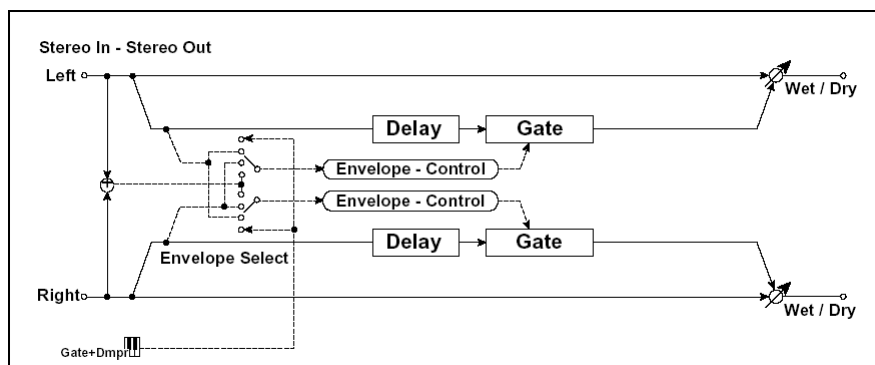 Stereo In - Stereo Out
Left
Wet / Dry
Delay
Gate
Envelope - Control
Envelope - Control
Delay
Gate
Envelope Select
Right
Wet / Dry
Gate+Dmpr